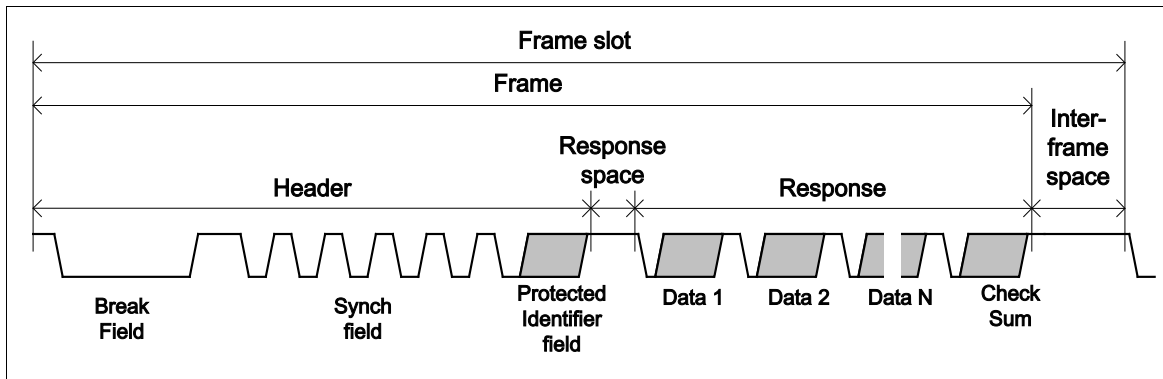 Frame slot
Frame
Inter-
frame
space
Response
space
Header
Response
Break
Field
Synch
field
Protected
Identifier
field
Data 1
Data 2
Data N
Check
Sum